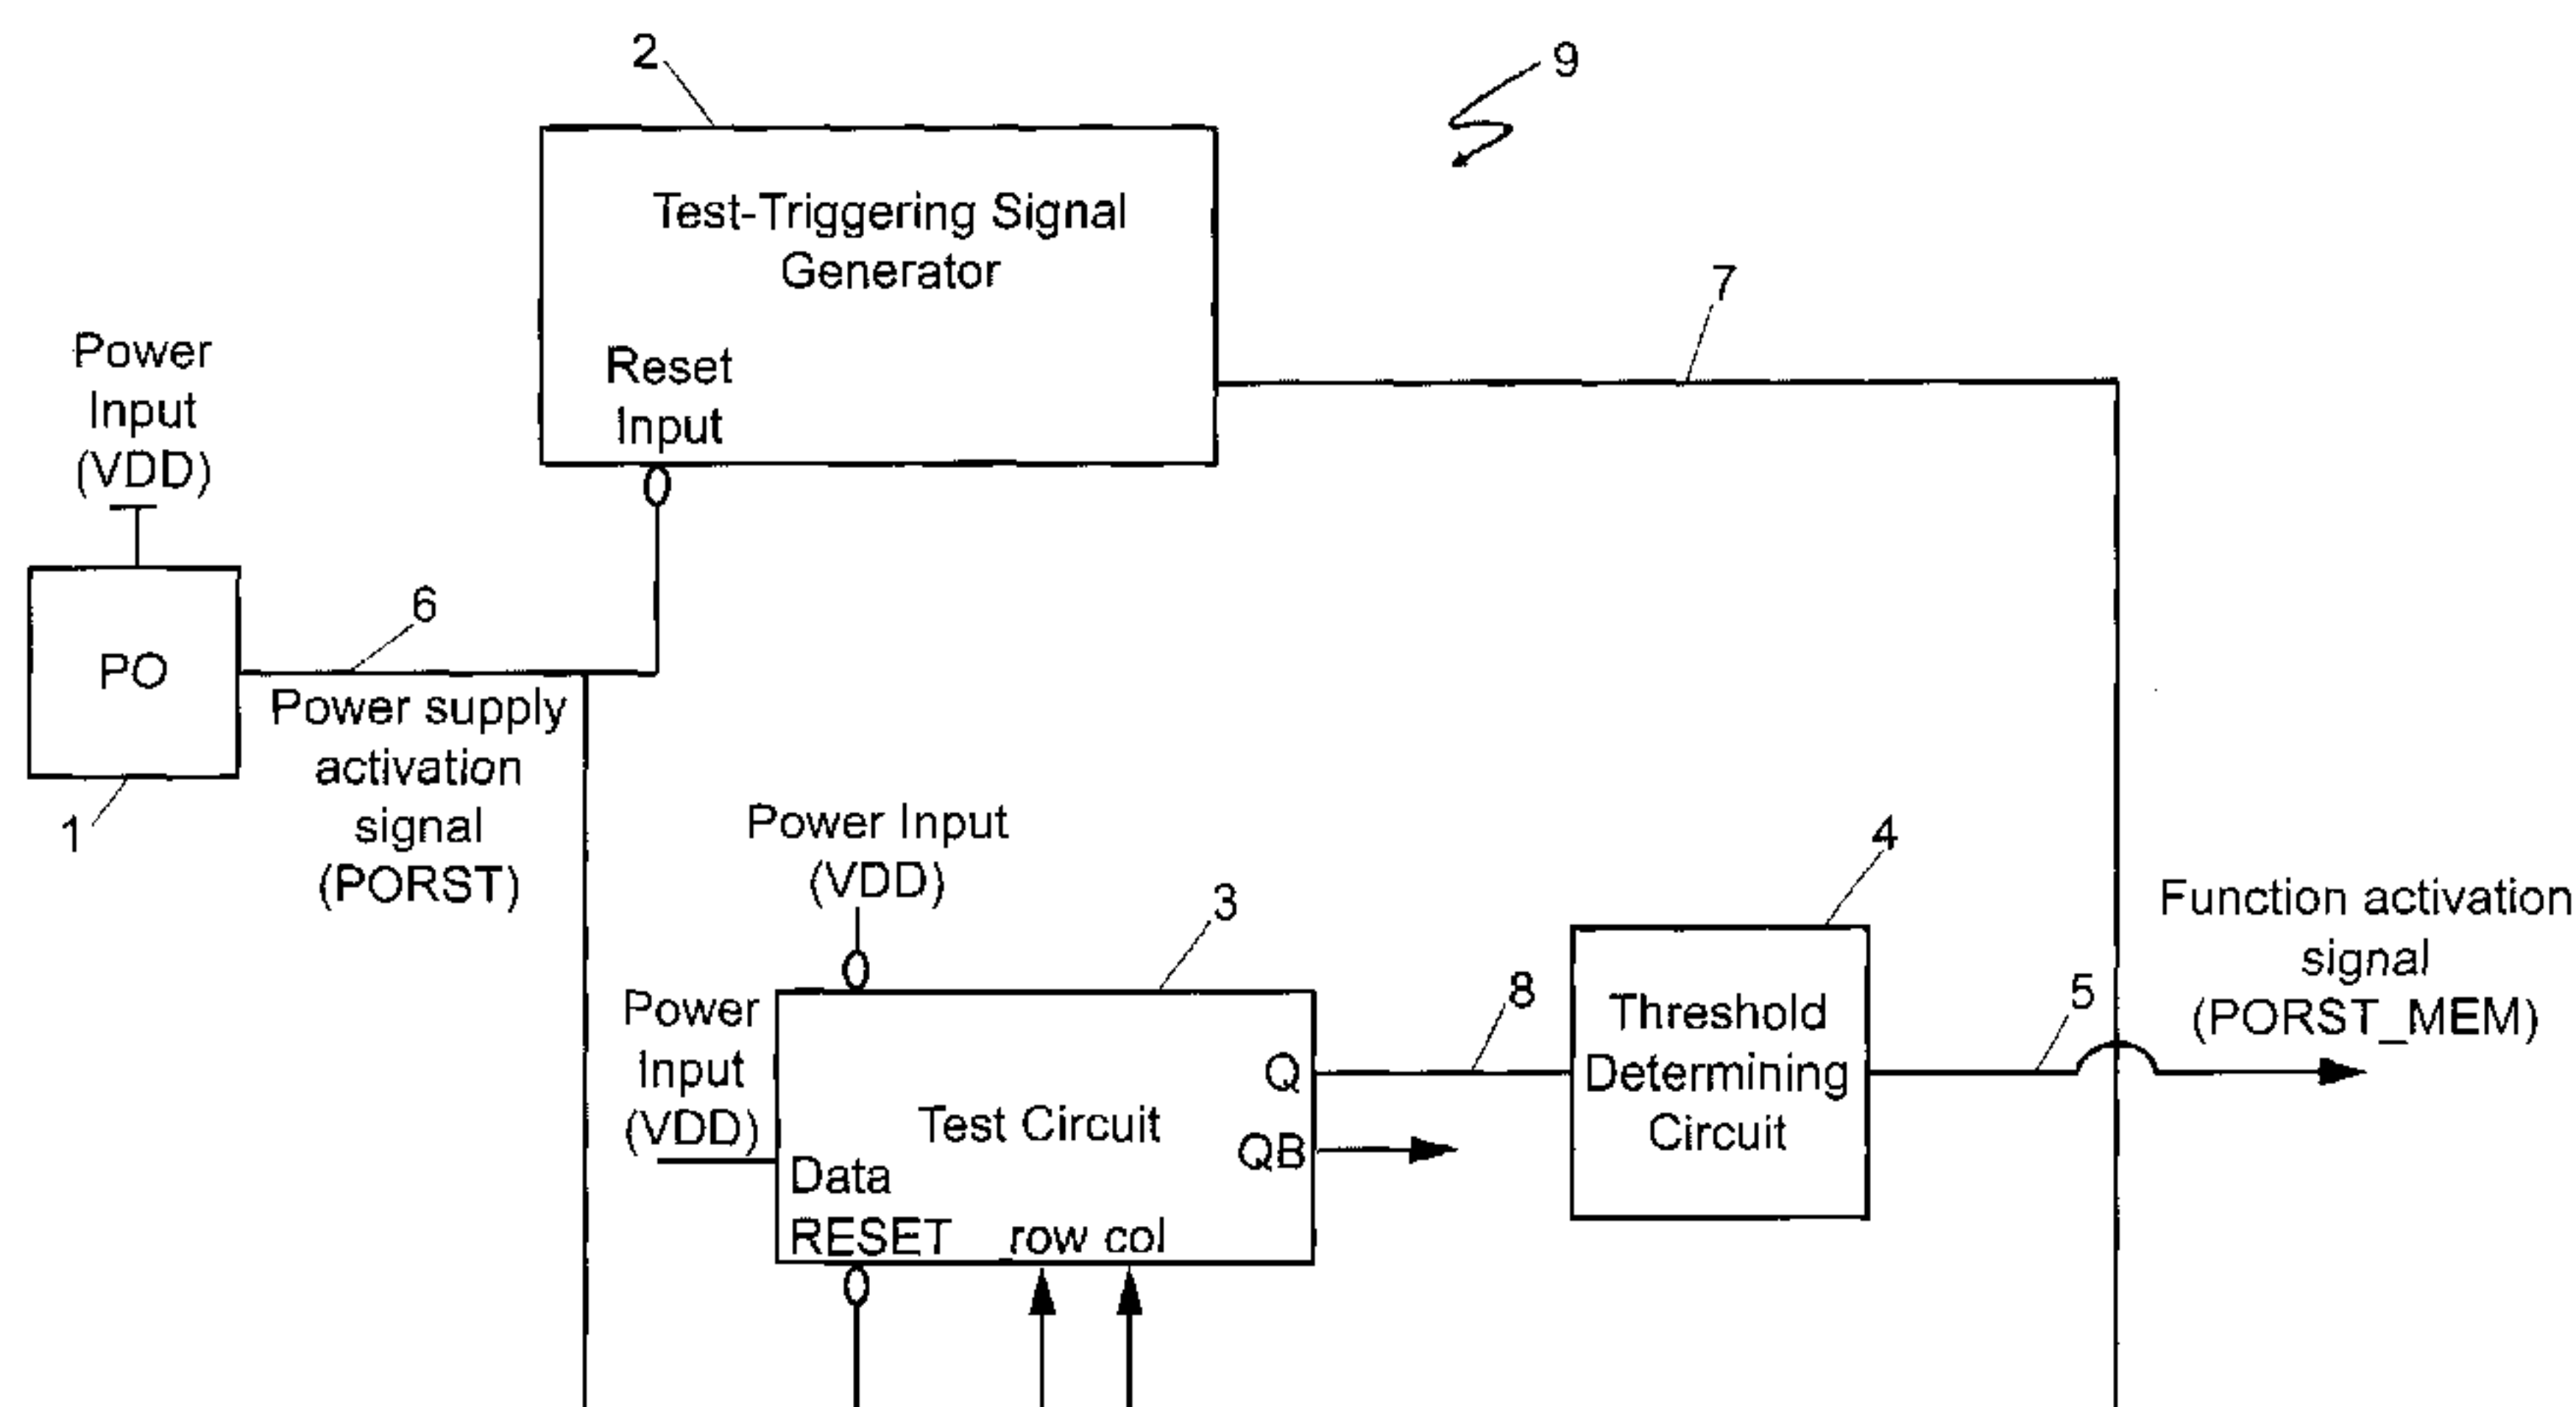 2
9
Test-Triggering Signal
Generator
Reset
Input
7
Power
Input
(VDD)
PO
6
Power supply
activation
signal
(PORST)
1
Power Input
(VDD)
3
4
Function activation
signal
(PORST_MEM)
Power
Input
(VDD)
Test Circuit
Q
QB
Data
RESET
_row col
8
Threshold
Determining
Circuit
5